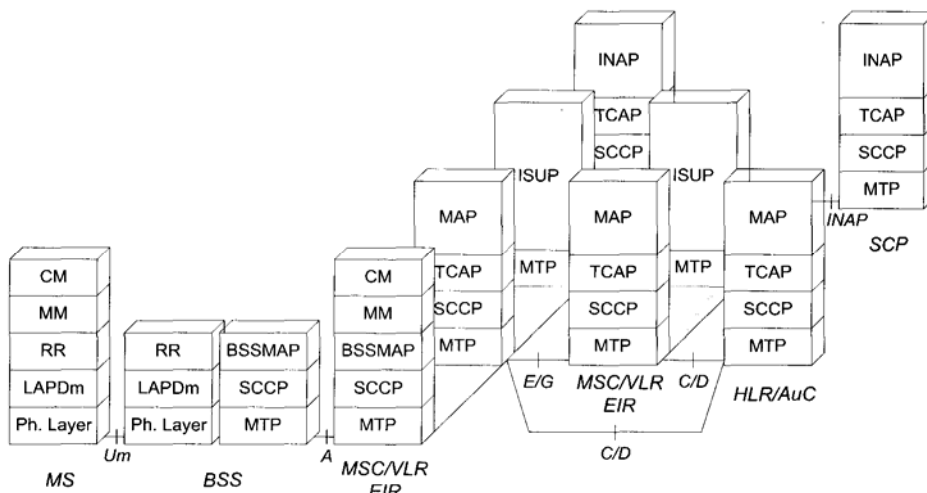 INAP
TCAP
SCCP
ISUP
ISUP
INAP
TCAP
SCCP
MTP
INAP
SCP
MAP
TCAP
SCCP
MTP
MTP
MAP
TCAP
SCCP
MTP
MTP
MAP
TCAP
SCCP
MTP
E/G
MSC/VLR
EIR
C/D
HLR/AuC
C/D
CM
MM
RR
LAPDm
Ph. Layer
MS
Um
RR
LAPDm
Ph. Layer
BSSMAP
SCCP
MTP
BSS
A
CM
MM
BSSMAP
SCCP
MTP
MSC/VLR
EIR